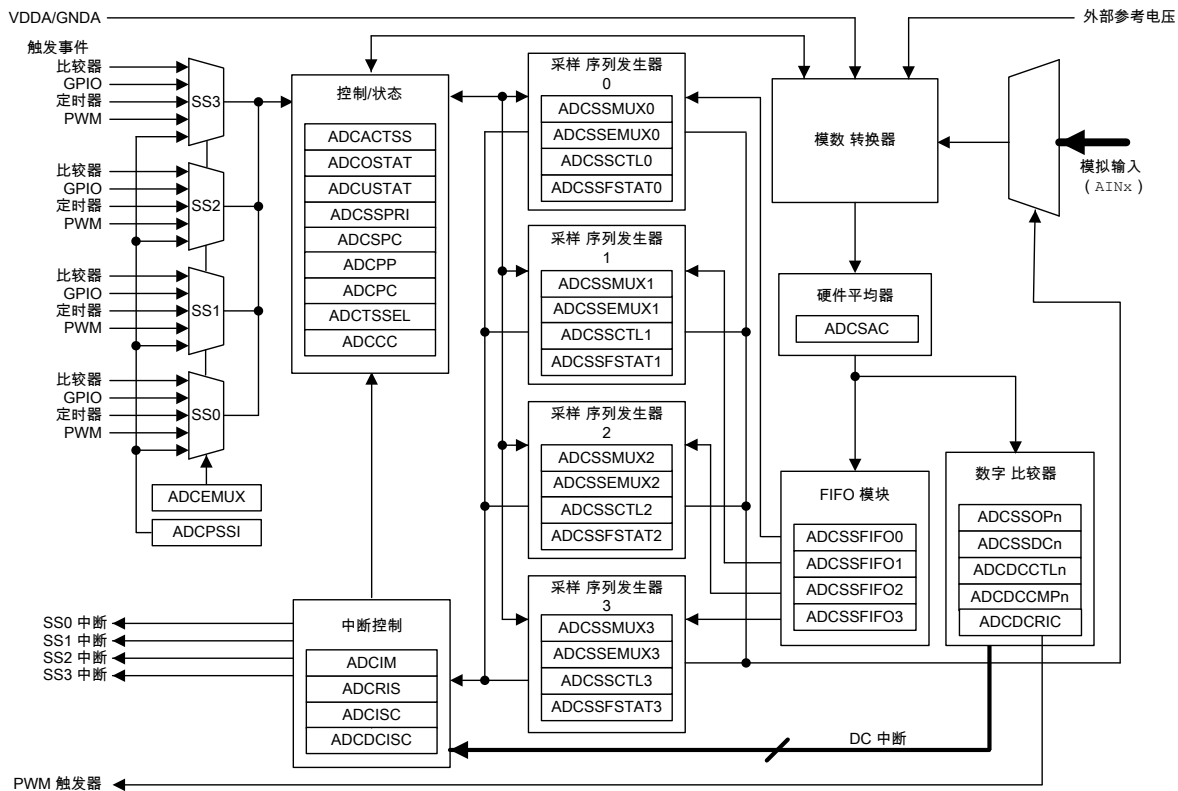 VDDA/GNDA
外部参考电压
触发事件
比较器
GPIO
定时器
PWM
SS3
比较器
GPIO
定时器
PWM
SS2
比较器
GPIO
定时器
PWM
SS1
比较器
GPIO
定时器
PWM
SS0
ADCEMUX
ADCPSSI
控制/状态
ADCACTSS
ADCOSTAT
ADCUSTAT
ADCSSPRI
ADCSPC
ADCPP
ADCPC
ADCTSSEL
ADCCC
采样 序列发生器
0
ADCSSMUX0
ADCSSEMUX0
ADCSSCTL0
ADCSSFSTAT0
采样 序列发生器
1
ADCSSMUX1
ADCSSEMUX1
ADCSSCTL1
ADCSSFSTAT1
采样 序列发生器
2
ADCSSMUX2
ADCSSEMUX2
ADCSSCTL2
ADCSSFSTAT2
采样 序列发生器
3
ADCSSMUX3
ADCSSEMUX3
ADCSSCTL3
ADCSSFSTAT3
模数 转换器
模拟输入
( AINx )
硬件平均器
ADCSAC
FIFO 模块
ADCSSFIFO0
ADCSSFIFO1
ADCSSFIFO2
ADCSSFIFO3
数字 比较器
ADCSSOPn
ADCSSDCn
ADCDCCTLn
ADCDCCMPn
ADCDCRIC
SS0 中断
SS1 中断
SS2 中断
SS3 中断
中断控制
ADCIM
ADCRIS
ADCISC
ADCDCISC
DC 中断
PWM 触发器